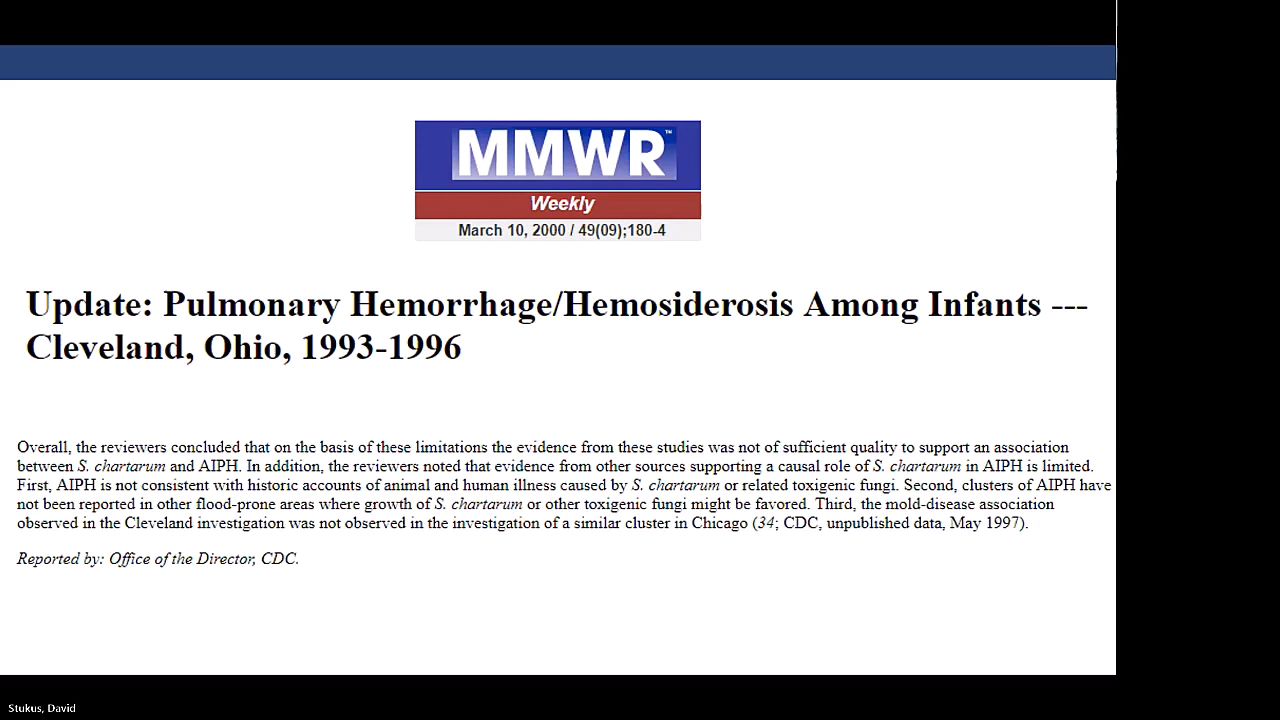 MMWR™
Weekly
March 10, 2000 / 49(09);180-4
Update: Pulmonary Hemorrhage/Hemosiderosis Among Infants ---
Cleveland, Ohio, 1993-1996
Overall, the reviewers concluded that on the basis of these limitations the evidence from these studies was not of sufficient quality to support an association
between S. chartarum and AIPH. In addition, the reviewers noted that evidence from other sources supporting a causal role of S. chartarum in AIPH is limited.
First, AIPH is not consistent with historic accounts of animal and human illness caused by S. chartarum or related toxigenic fungi. Second, clusters of AIPH have
not been reported in other flood-prone areas where growth of S. chartarum or other toxigenic fungi might be favored. Third, the mold-disease association
observed in the Cleveland investigation was not observed in the investigation of a similar cluster in Chicago (34; CDC, unpublished data, May 1997).
Reported by: Office of the Director, CDC.
Stukus, David